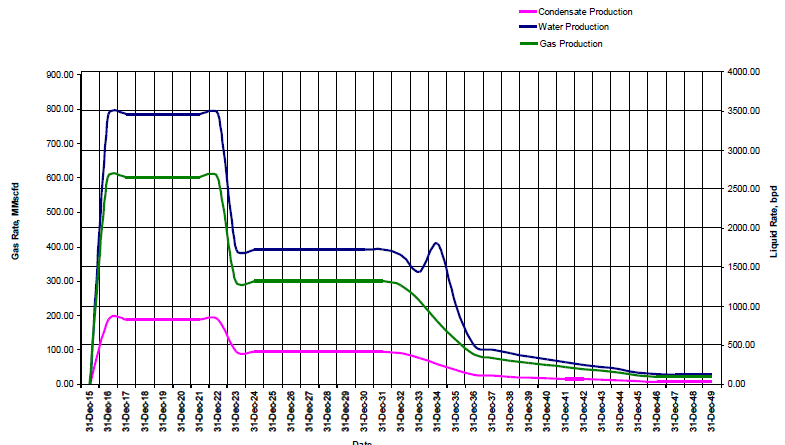 Condensate Production
Water Production
Gas Production
900.00
800.00
700.00
600.00
500.00
400.00
300.00
200.00
100.00
0.00
Gas Rate, MMscfd
4000.00
3500.00
3000.00
2500.00
2000.00
1500.00
1000.00
500.00
0.00
Liquid Rate, bpd
31-Dec-15
31-Dec-16
31-Dec-17
31-Dec-18
31-Dec-19
31-Dec-20
31-Dec-21
31-Dec-22
31-Dec-23
31-Dec-24
31-Dec-25
31-Dec-26
31-Dec-27
31-Dec-28
31-Dec-29
31-Dec-30
31-Dec-31
31-Dec-32
31-Dec-33
31-Dec-34
31-Dec-35
31-Dec-36
31-Dec-37
31-Dec-38
31-Dec-39
31-Dec-40
31-Dec-41
31-Dec-42
31-Dec-43
31-Dec-44
31-Dec-45
31-Dec-46
31-Dec-47
31-Dec-48
31-Dec-49
Date